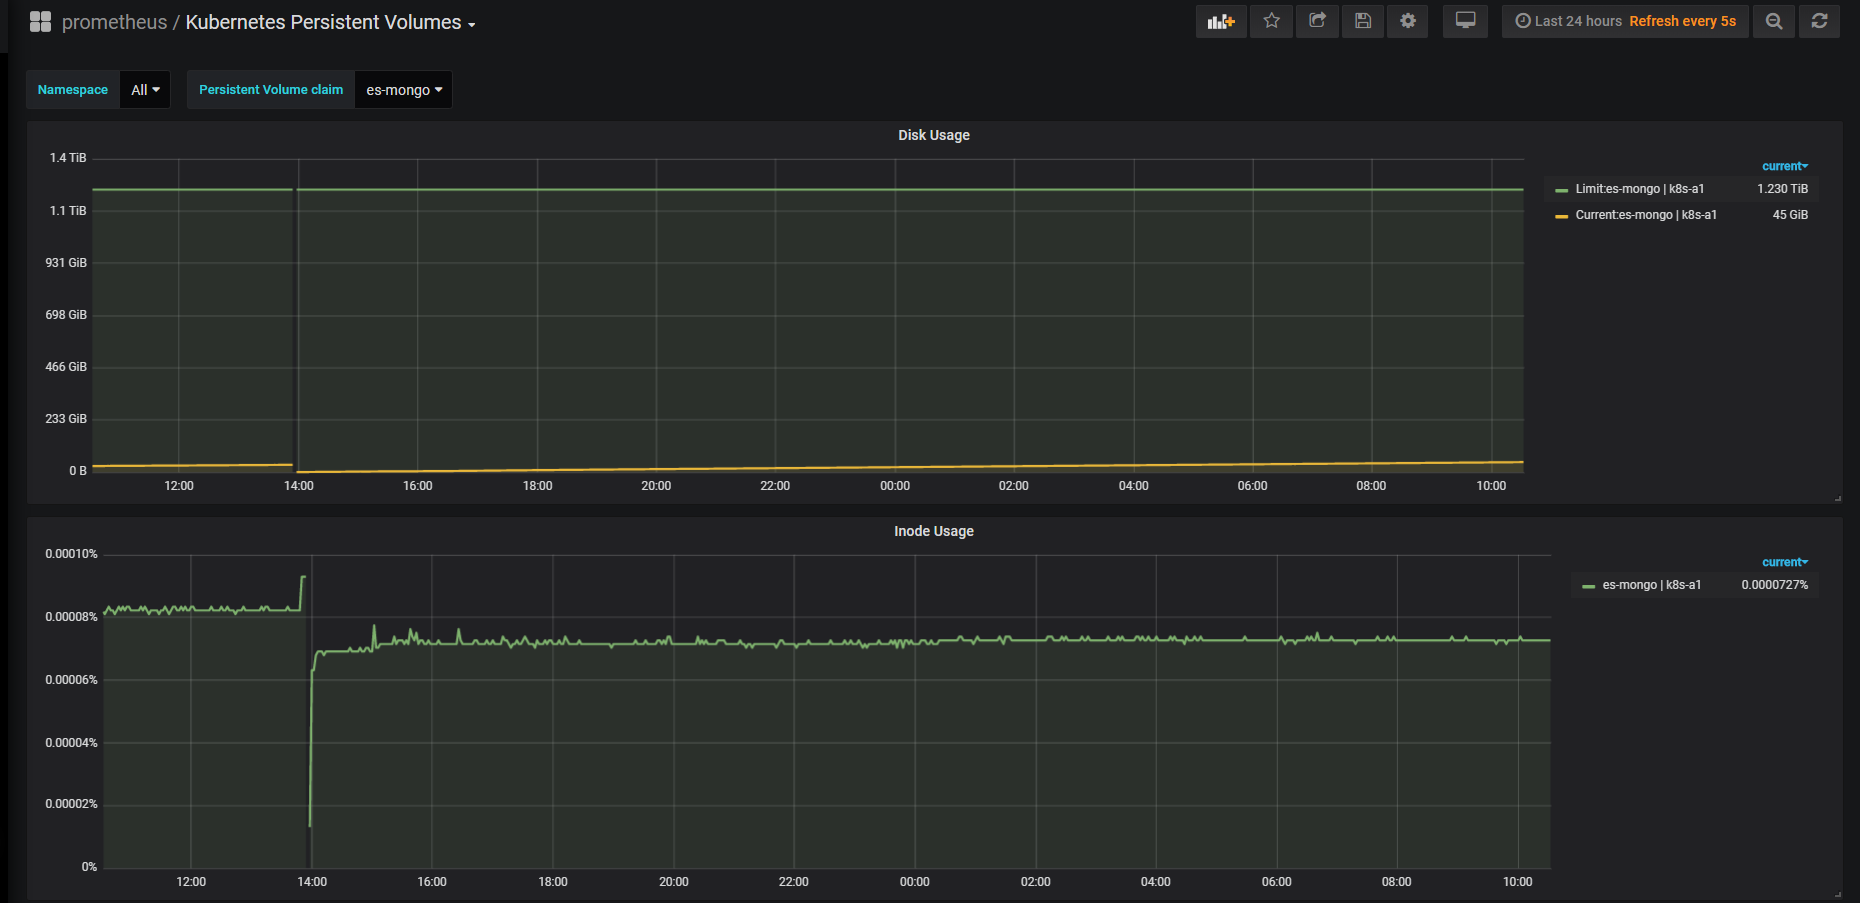 prometheus / Kubernetes Persistent Volumes
Last 24 hours Refresh every 5s
Namespace All Persistent Volume claim es-mongo
Disk Usage
1.4 TiB
1.1 TiB
931 GiB
698 GiB
466 GiB
233 GiB
0 B
12:00 14:00 16:00 18:00 20:00 22:00 00:00 02:00 04:00 06:00 08:00 10:00
current
Limit:es-mongo | k8s-a1 1.230 TiB
Current:es-mongo | k8s-a1 45 GiB
Inode Usage
0.00010%
0.00008%
0.00006%
0.00004%
0.00002%
0%
12:00 14:00 16:00 18:00 20:00 22:00 00:00 02:00 04:00 06:00 08:00 10:00
current
es-mongo | k8s-a1 0.0000727%